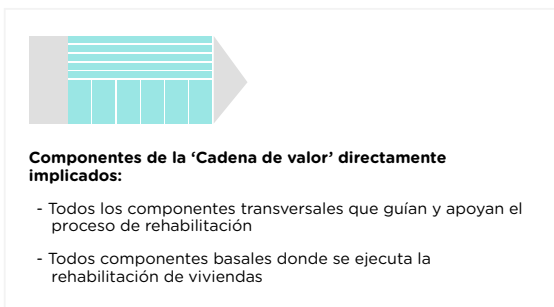 Componentes de la ‘Cadena de valor’ directamente
implicados:
- Todos los componentes transversales que guían y apoyan el
proceso de rehabilitación
- Todos componentes basales donde se ejecuta la
rehabilitación de viviendas